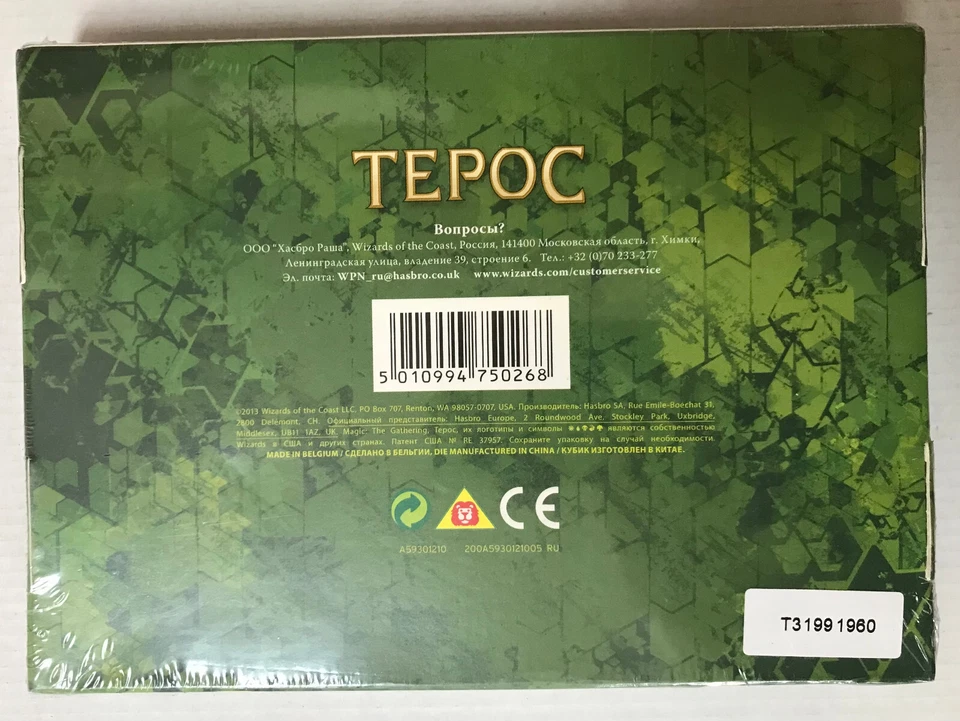 ТЕРОС
Вопросы?
ООО "Хасбро Раша", Wizards of the Coast, Россия, 141400 Московская область, г. Химки,
Ленинградская улица, владение 39, строение 6. Тел.: +32 (0)70 233-277
Эл. почта: WPN_ru@hasbro.co.uk www.wizards.com/customerservice
5 010994 750268
©2013 Wizards of the Coast LLC. PO Box 707, Renton, WA 98057-0707, USA. Производитель: Hasbro SA, Rue Emile-Boéchat 31,
2800 Delémont, CH. Официальный представитель: Hasbro Europe, 2 Roundwood Ave, Stockley Park, Uxbridge,
Middlesex, UB11 1AZ, UK. Magic: The Gathering, Терос, их логотипы и символы являются собственностью
Wizards в США и других странах. Патент США № RE 37957. Сохраните упаковку на случай необходимости.
MADE IN BELGIUM / СДЕЛАНО В БЕЛЬГИИ, DIE MANUFACTURED IN CHINA / КУБИК ИЗГОТОВЛЕН В КИТАЕ.
CE
A59301210 200A5930121005 RU
T31991960